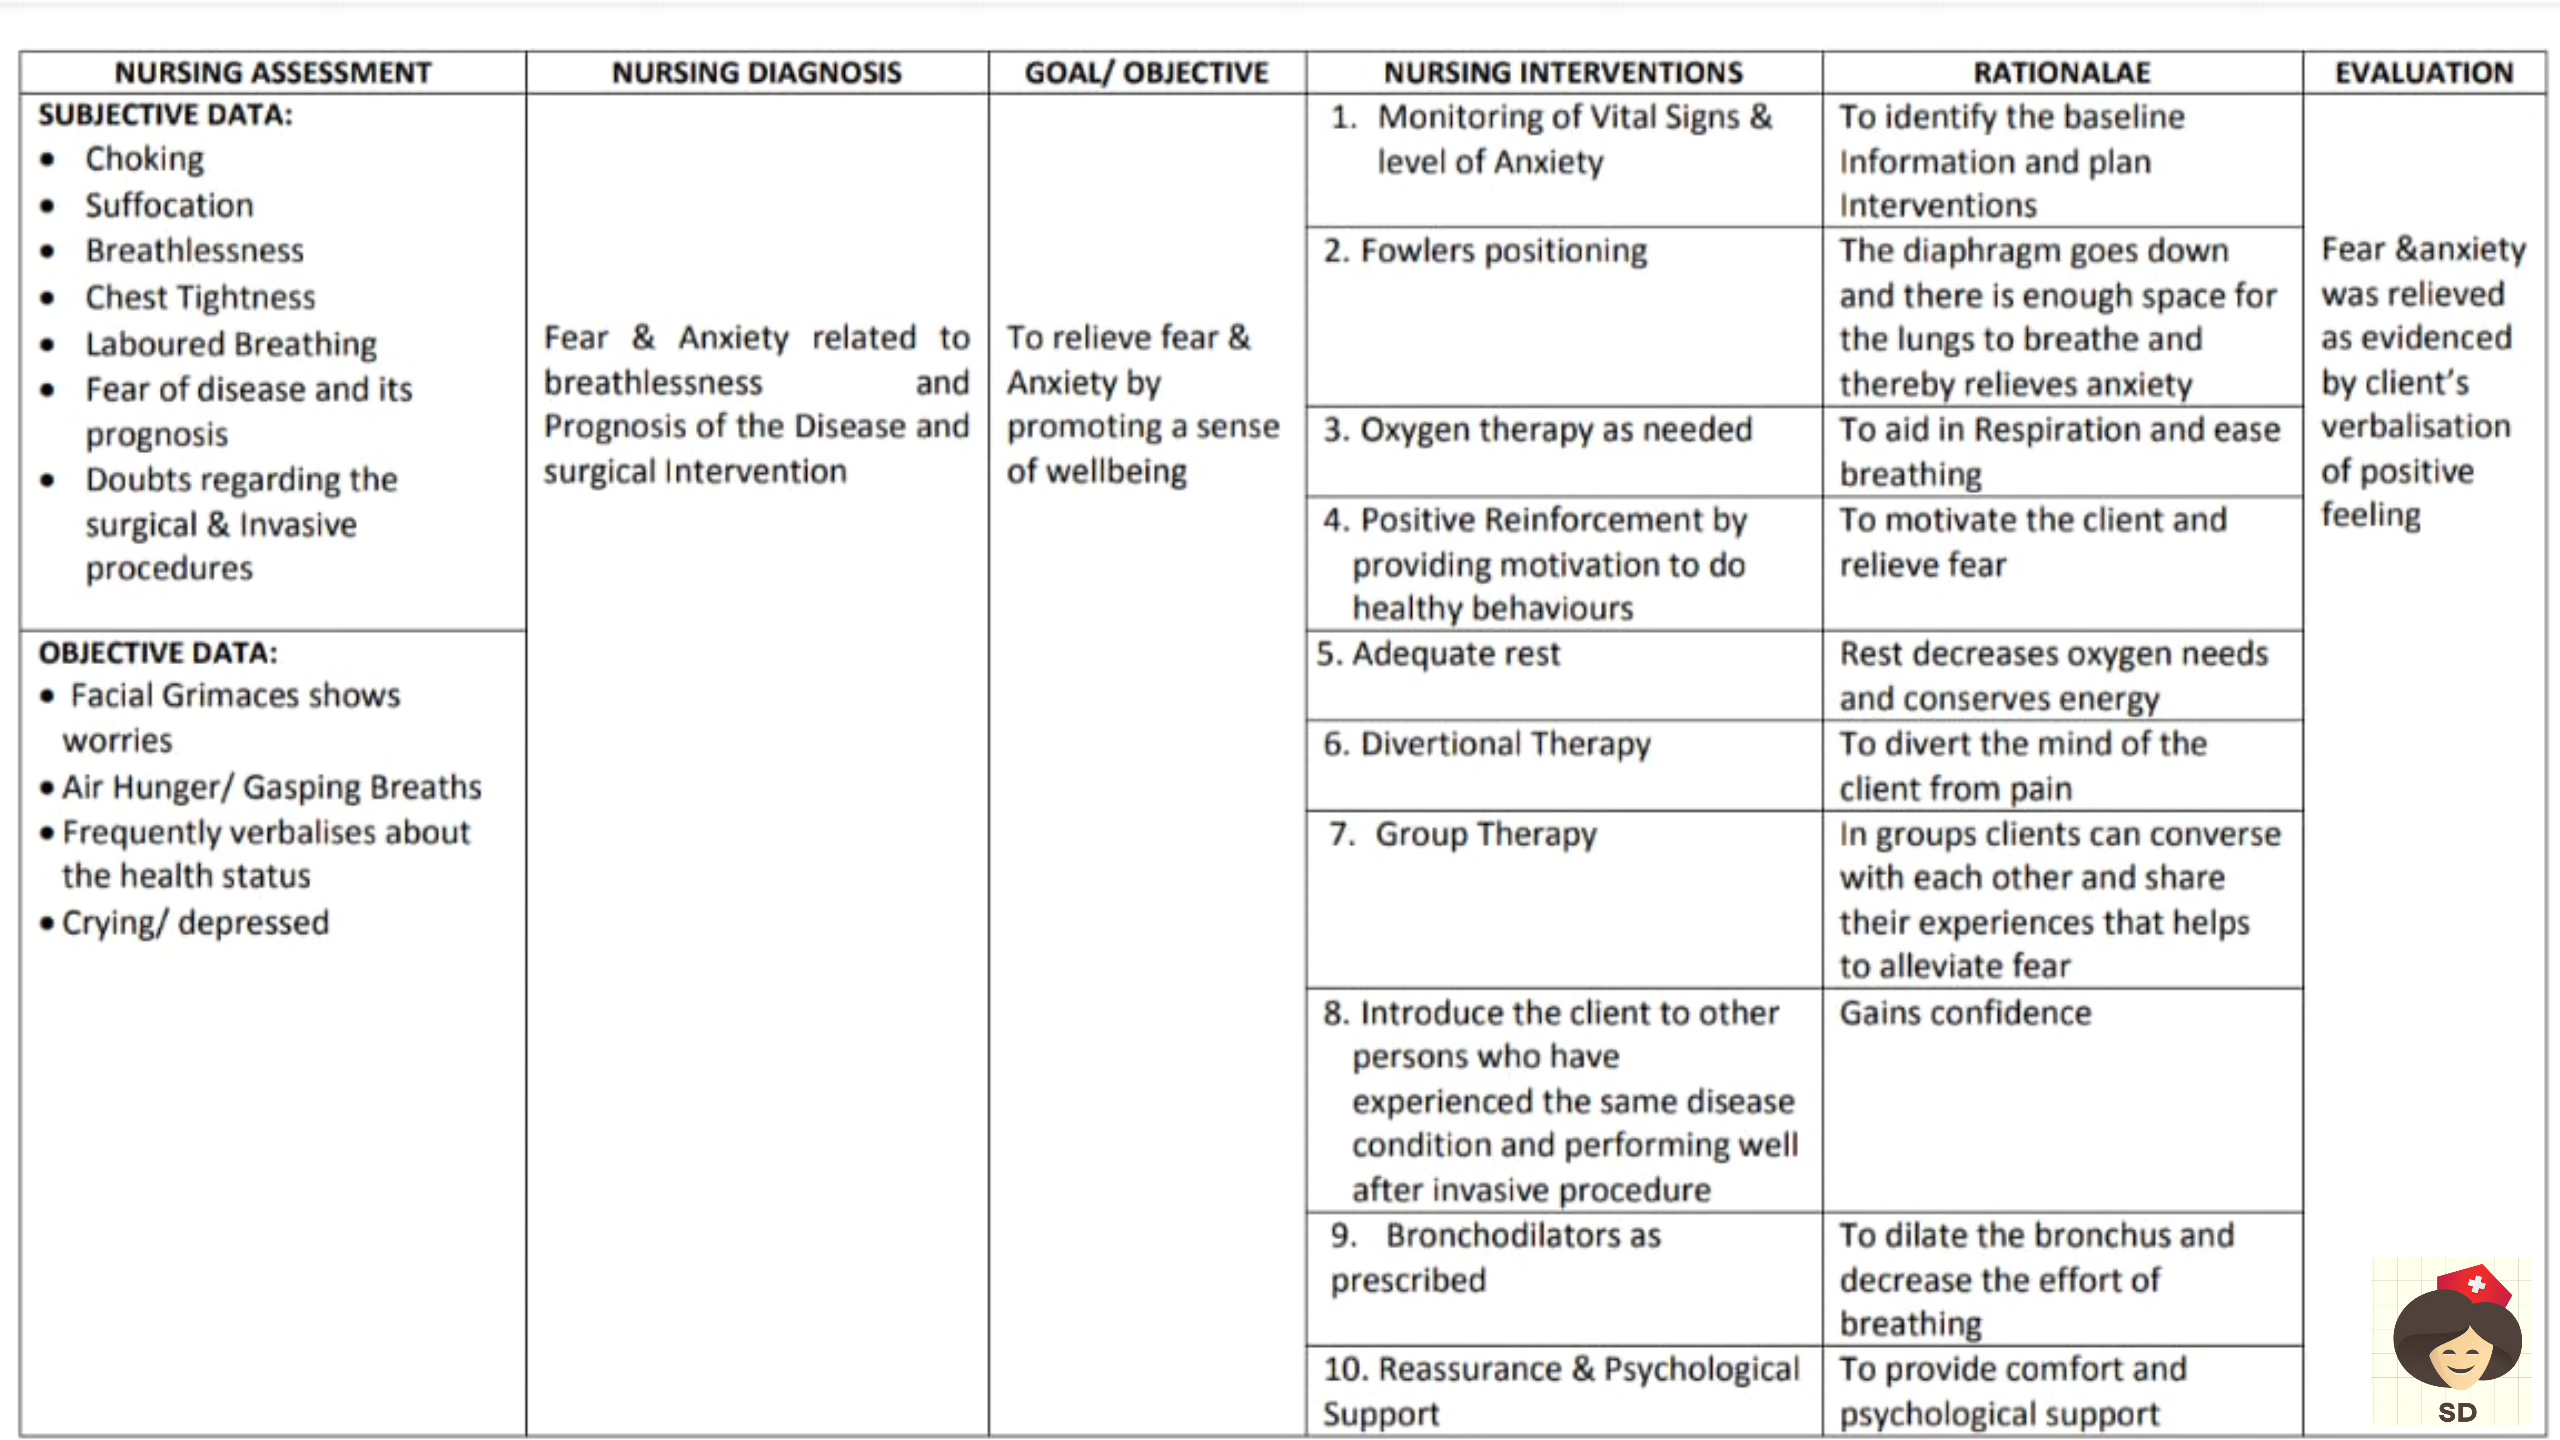 NURSING ASSESSMENT
NURSING DIAGNOSIS
GOAL/ OBJECTIVE
NURSING INTERVENTIONS
RATIONALAE
EVALUATION
SUBJECTIVE DATA:
• Choking
• Suffocation
• Breathlessness
• Chest Tightness
• Laboured Breathing
• Fear of disease and its
prognosis
• Doubts regarding the
surgical & Invasive
procedures
OBJECTIVE DATA:
• Facial Grimaces shows
worries
• Air Hunger/ Gasping Breaths
• Frequently verbalises about
the health status
• Crying/ depressed
Fear & Anxiety related to
breathlessness and
Prognosis of the Disease and
surgical Intervention
To relieve fear &
Anxiety by
promoting a sense
of wellbeing
1. Monitoring of Vital Signs &
level of Anxiety
To identify the baseline
Information and plan
Interventions
2. Fowlers positioning
The diaphragm goes down
and there is enough space for
the lungs to breathe and
thereby relieves anxiety
3. Oxygen therapy as needed
To aid in Respiration and ease
breathing
4. Positive Reinforcement by
providing motivation to do
healthy behaviours
To motivate the client and
relieve fear
5. Adequate rest
Rest decreases oxygen needs
and conserves energy
6. Divertional Therapy
To divert the mind of the
client from pain
7. Group Therapy
In groups clients can converse
with each other and share
their experiences that helps
to alleviate fear
8. Introduce the client to other
persons who have
experienced the same disease
condition and performing well
after invasive procedure
Gains confidence
9. Bronchodilators as
prescribed
To dilate the bronchus and
decrease the effort of
breathing
10. Reassurance & Psychological
Support
To provide comfort and
psychological support
Fear &anxiety
was relieved
as evidenced
by client's
verbalisation
of positive
feeling
SD